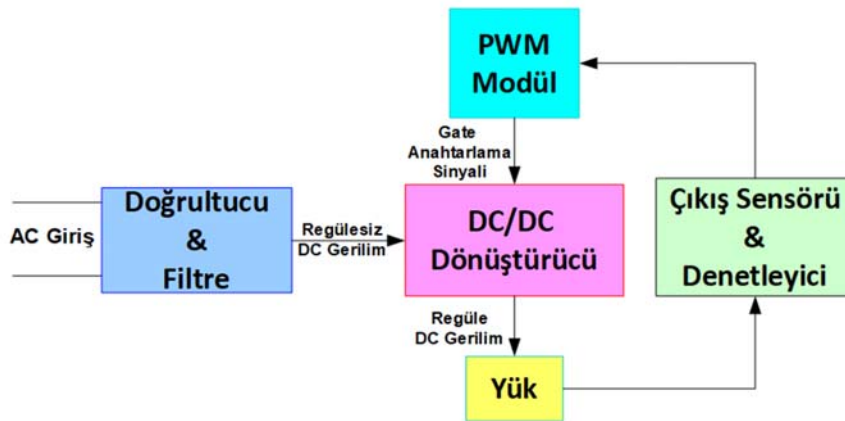 PWM
Modül
Gate
Anahtarlama
Sinyali
AC Giriş
Doğrultucu
&
Filtre
Regülesiz
DC Gerilim
DC/DC
Dönüştürücü
Çıkış Sensörü
&
Denetleyici
Regüle
DC Gerilim
Yük